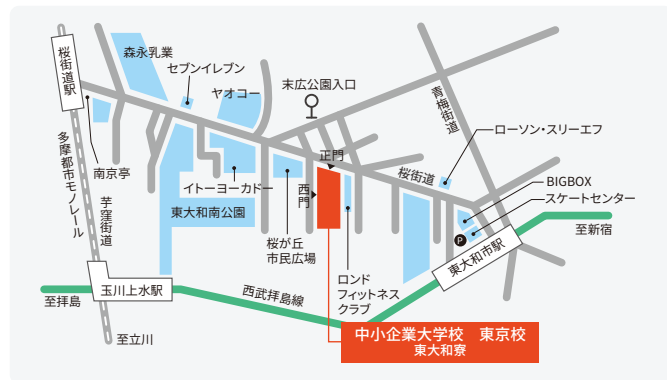 森永乳業
セブンイレブン
ヤオコー
末広公園入口
桜街道駅
青梅街道
ローソン・スリーエフ
正門
桜街道
南京亭
イトーヨーカドー
西門
BIGBOX
スケートセンター
多摩都市モノレール
芋窪街道
東大和南公園
至新宿
P
桜が丘
市民広場
東大和市駅
ロンド
フィットネス
クラブ
玉川上水駅
西武拝島線
至拝島
至立川
中小企業大学校　東京校
東大和寮